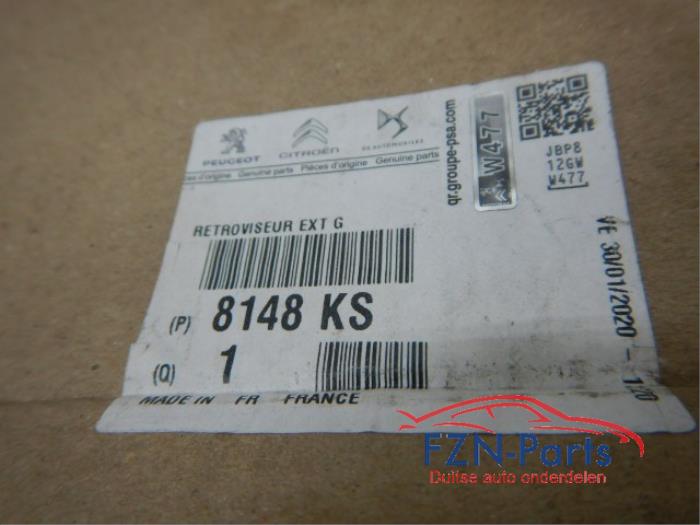 PEUGEOT CITROËN DS AUTOMOBILES
Pièces d'origine Genuine parts Pièces d'origine Genuine parts
qr.groupe-psa.com
W477
JBP8
12GW
W477
RETROVISEUR EXT G
(P) 8148 KS
(Q) 1
MADE IN FR FRANCE
VE 30/01/2020 -
FZN-Parts
Duitse auto onderdelen